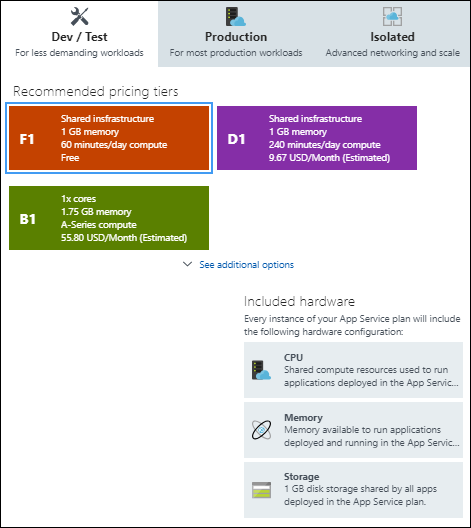 Dev / Test
For less demanding workloads
Production
For most production workloads
Isolated
Advanced networking and scale
Recommended pricing tiers
F1
Shared insfrastructure
1 GB memory
60 minutes/day compute
Free
D1
Shared insfrastructure
1 GB memory
240 minutes/day compute
9.67 USD/Month (Estimated)
B1
1x cores
1.75 GB memory
A-Series compute
55.80 USD/Month (Estimated)
See additional options
Included hardware
Every instance of your App Service plan will include
the following hardware configuration:
CPU
Shared compute resources used to run
applications deployed in the App Servic...
Memory
Memory available to run applications
deployed and running in the App Servic...
Storage
1 GB disk storage shared by all apps
deployed in the App Service plan.